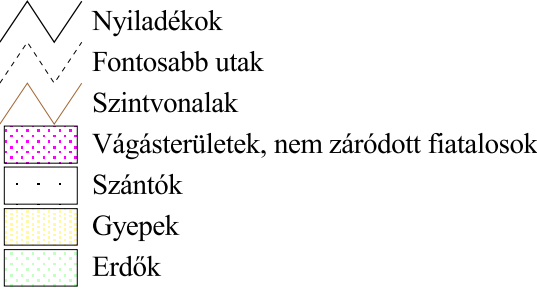 Nyiladékok
Fontosabb utak
Szintvonalak
Vágásterületek, nem záródott fiatalosok
Szántók
Gyepek
Erdők